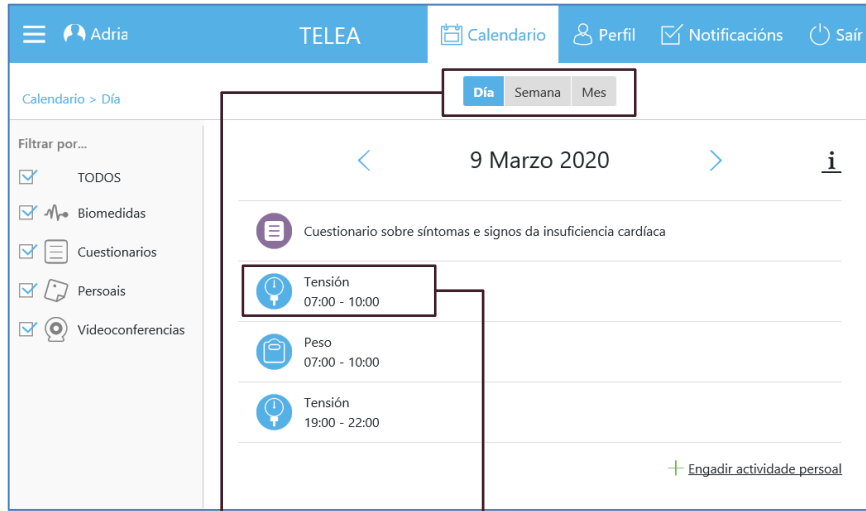 Adria
TELEA
Calendario
Perfil
Notificacións
Saír
Calendario > Día
Día
Semana
Mes
Filtrar por...
TODOS
Biomedidas
Cuestionarios
Persoais
Videoconferencias
9 Marzo 2020
i
Cuestionario sobre síntomas e signos da insuficiencia cardíaca
Tensión
07:00 - 10:00
Peso
07:00 - 10:00
Tensión
19:00 - 22:00
Engadir actividade persoal